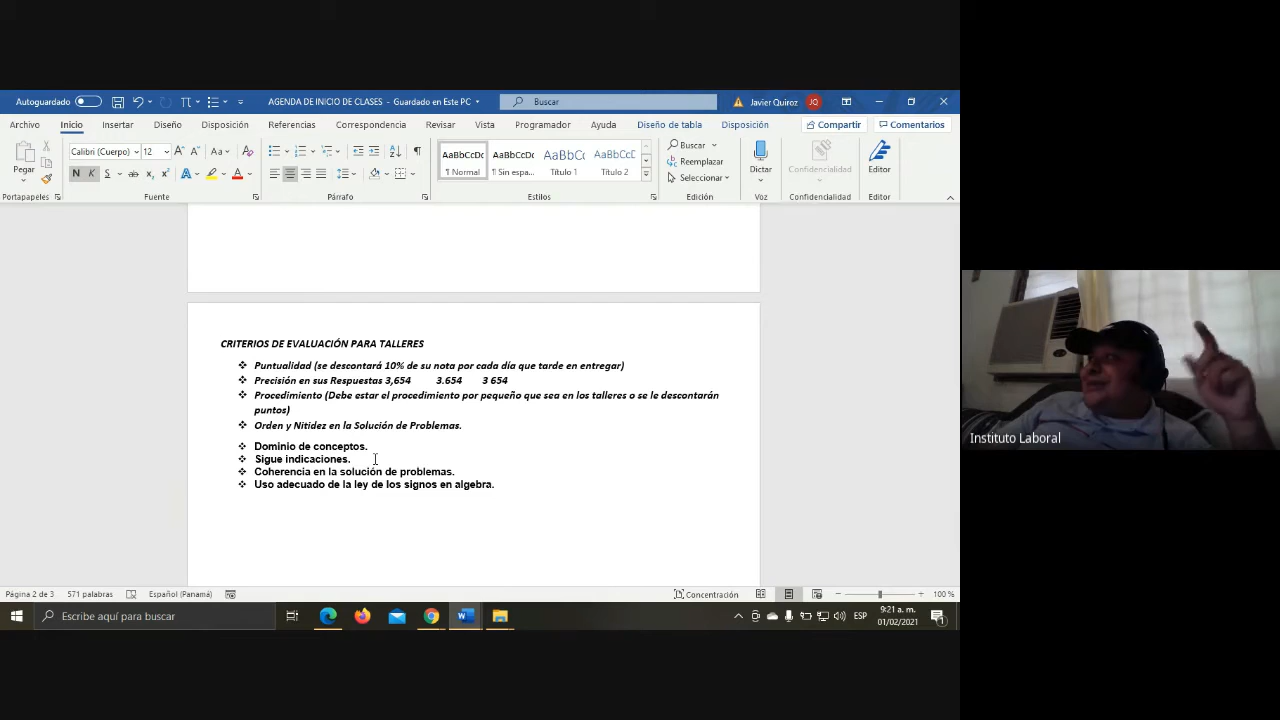 Autoguardado
AGENDA DE INICIO DE CLASES - Guardado en Este PC
Buscar
Javier Quiroz
JQ
Archivo Inicio Insertar Diseño Disposición Referencias Correspondencia Revisar Vista Programador Ayuda Diseño de tabla Disposición
Compartir
Comentarios
Pegar
Calibri (Cuerpo) 12
N K S
AaBbCcDc AaBbCcDc AaBbC AaBbCcC
¶ Normal ¶ Sin espa... Título 1 Título 2
Buscar
Reemplazar
Seleccionar
Dictar
Confidencialidad
Editor
Portapapeles Fuente Párrafo Estilos Edición Voz Confidencialidad Editor
CRITERIOS DE EVALUACIÓN PARA TALLERES
❖ Puntualidad (se descontará 10% de su nota por cada día que tarde en entregar)
❖ Precisión en sus Respuestas 3,654 3.654 3 654
❖ Procedimiento (Debe estar el procedimiento por pequeño que sea en los talleres o se le descontarán
puntos)
❖ Orden y Nitidez en la Solución de Problemas.
❖ Dominio de conceptos.
❖ Sigue indicaciones.
❖ Coherencia en la solución de problemas.
❖ Uso adecuado de la ley de los signos en algebra.
Instituto Laboral
Página 2 de 3 571 palabras Español (Panamá)
Concentración
100 %
Escribe aquí para buscar
ESP
9:21 a. m.
01/02/2021
1